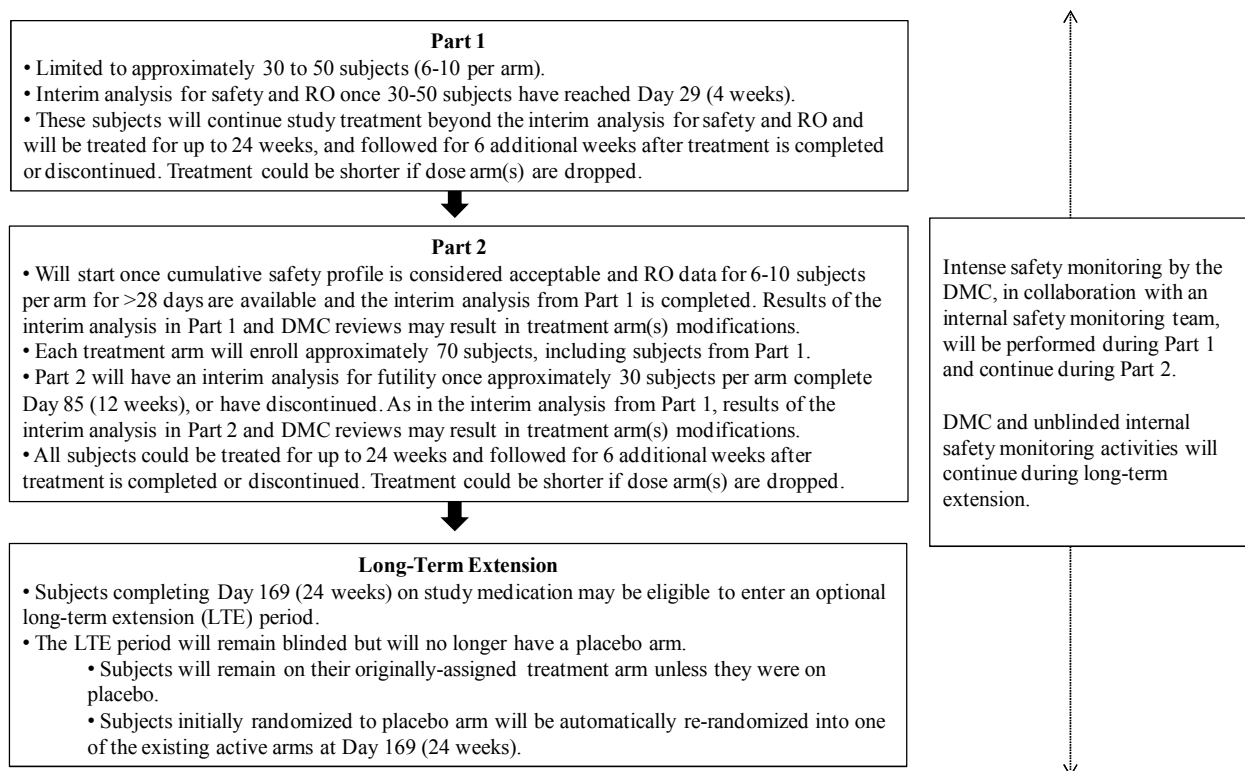 Part 1
• Limited to approximately 30 to 50 subjects (6-10 per arm).
• Interim analysis for safety and RO once 30-50 subjects have reached Day 29 (4 weeks).
• These subjects will continue study treatment beyond the interim analysis for safety and RO and
will be treated for up to 24 weeks, and followed for 6 additional weeks after treatment is completed
or discontinued. Treatment could be shorter if dose arm(s) are dropped.
Part 2
• Will start once cumulative safety profile is considered acceptable and RO data for 6-10 subjects
per arm for >28 days are available and the interim analysis from Part 1 is completed. Results of the
interim analysis in Part 1 and DMC reviews may result in treatment arm(s) modifications.
• Each treatment arm will enroll approximately 70 subjects, including subjects from Part 1.
• Part 2 will have an interim analysis for futility once approximately 30 subjects per arm complete
Day 85 (12 weeks), or have discontinued. As in the interim analysis from Part 1, results of the
interim analysis in Part 2 and DMC reviews may result in treatment arm(s) modifications.
• All subjects could be treated for up to 24 weeks and followed for 6 additional weeks after
treatment is completed or discontinued. Treatment could be shorter if dose arm(s) are dropped.
Long-Term Extension
• Subjects completing Day 169 (24 weeks) on study medication may be eligible to enter an optional
long-term extension (LTE) period.
• The LTE period will remain blinded but will no longer have a placebo arm.
• Subjects will remain on their originally-assigned treatment arm unless they were on
placebo.
• Subjects initially randomized to placebo arm will be automatically re-randomized into one
of the existing active arms at Day 169 (24 weeks).
Intense safety monitoring by the
DMC, in collaboration with an
internal safety monitoring team,
will be performed during Part 1
and continue during Part 2.
DMC and unblinded internal
safety monitoring activities will
continue during long-term
extension.